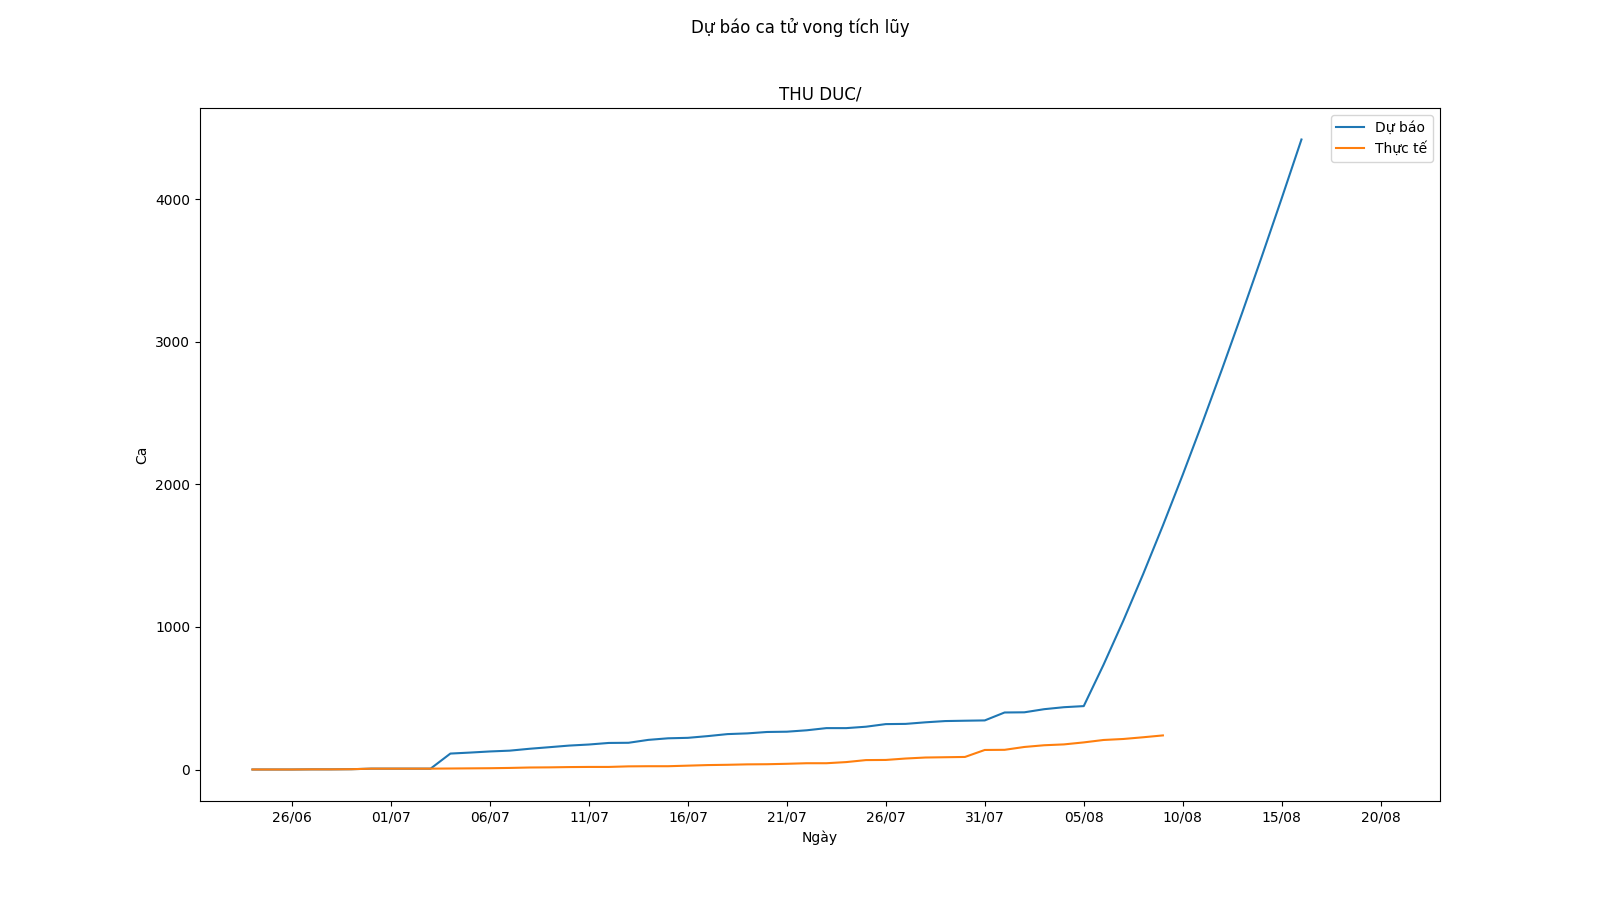 Dự báo ca tử vong tích lũy
THU DUC/
Dự báo
Thực tế
4000
3000
2000
1000
0
Ca
26/06 01/07 06/07 11/07 16/07 21/07 26/07 31/07 05/08 10/08 15/08 20/08
Ngày